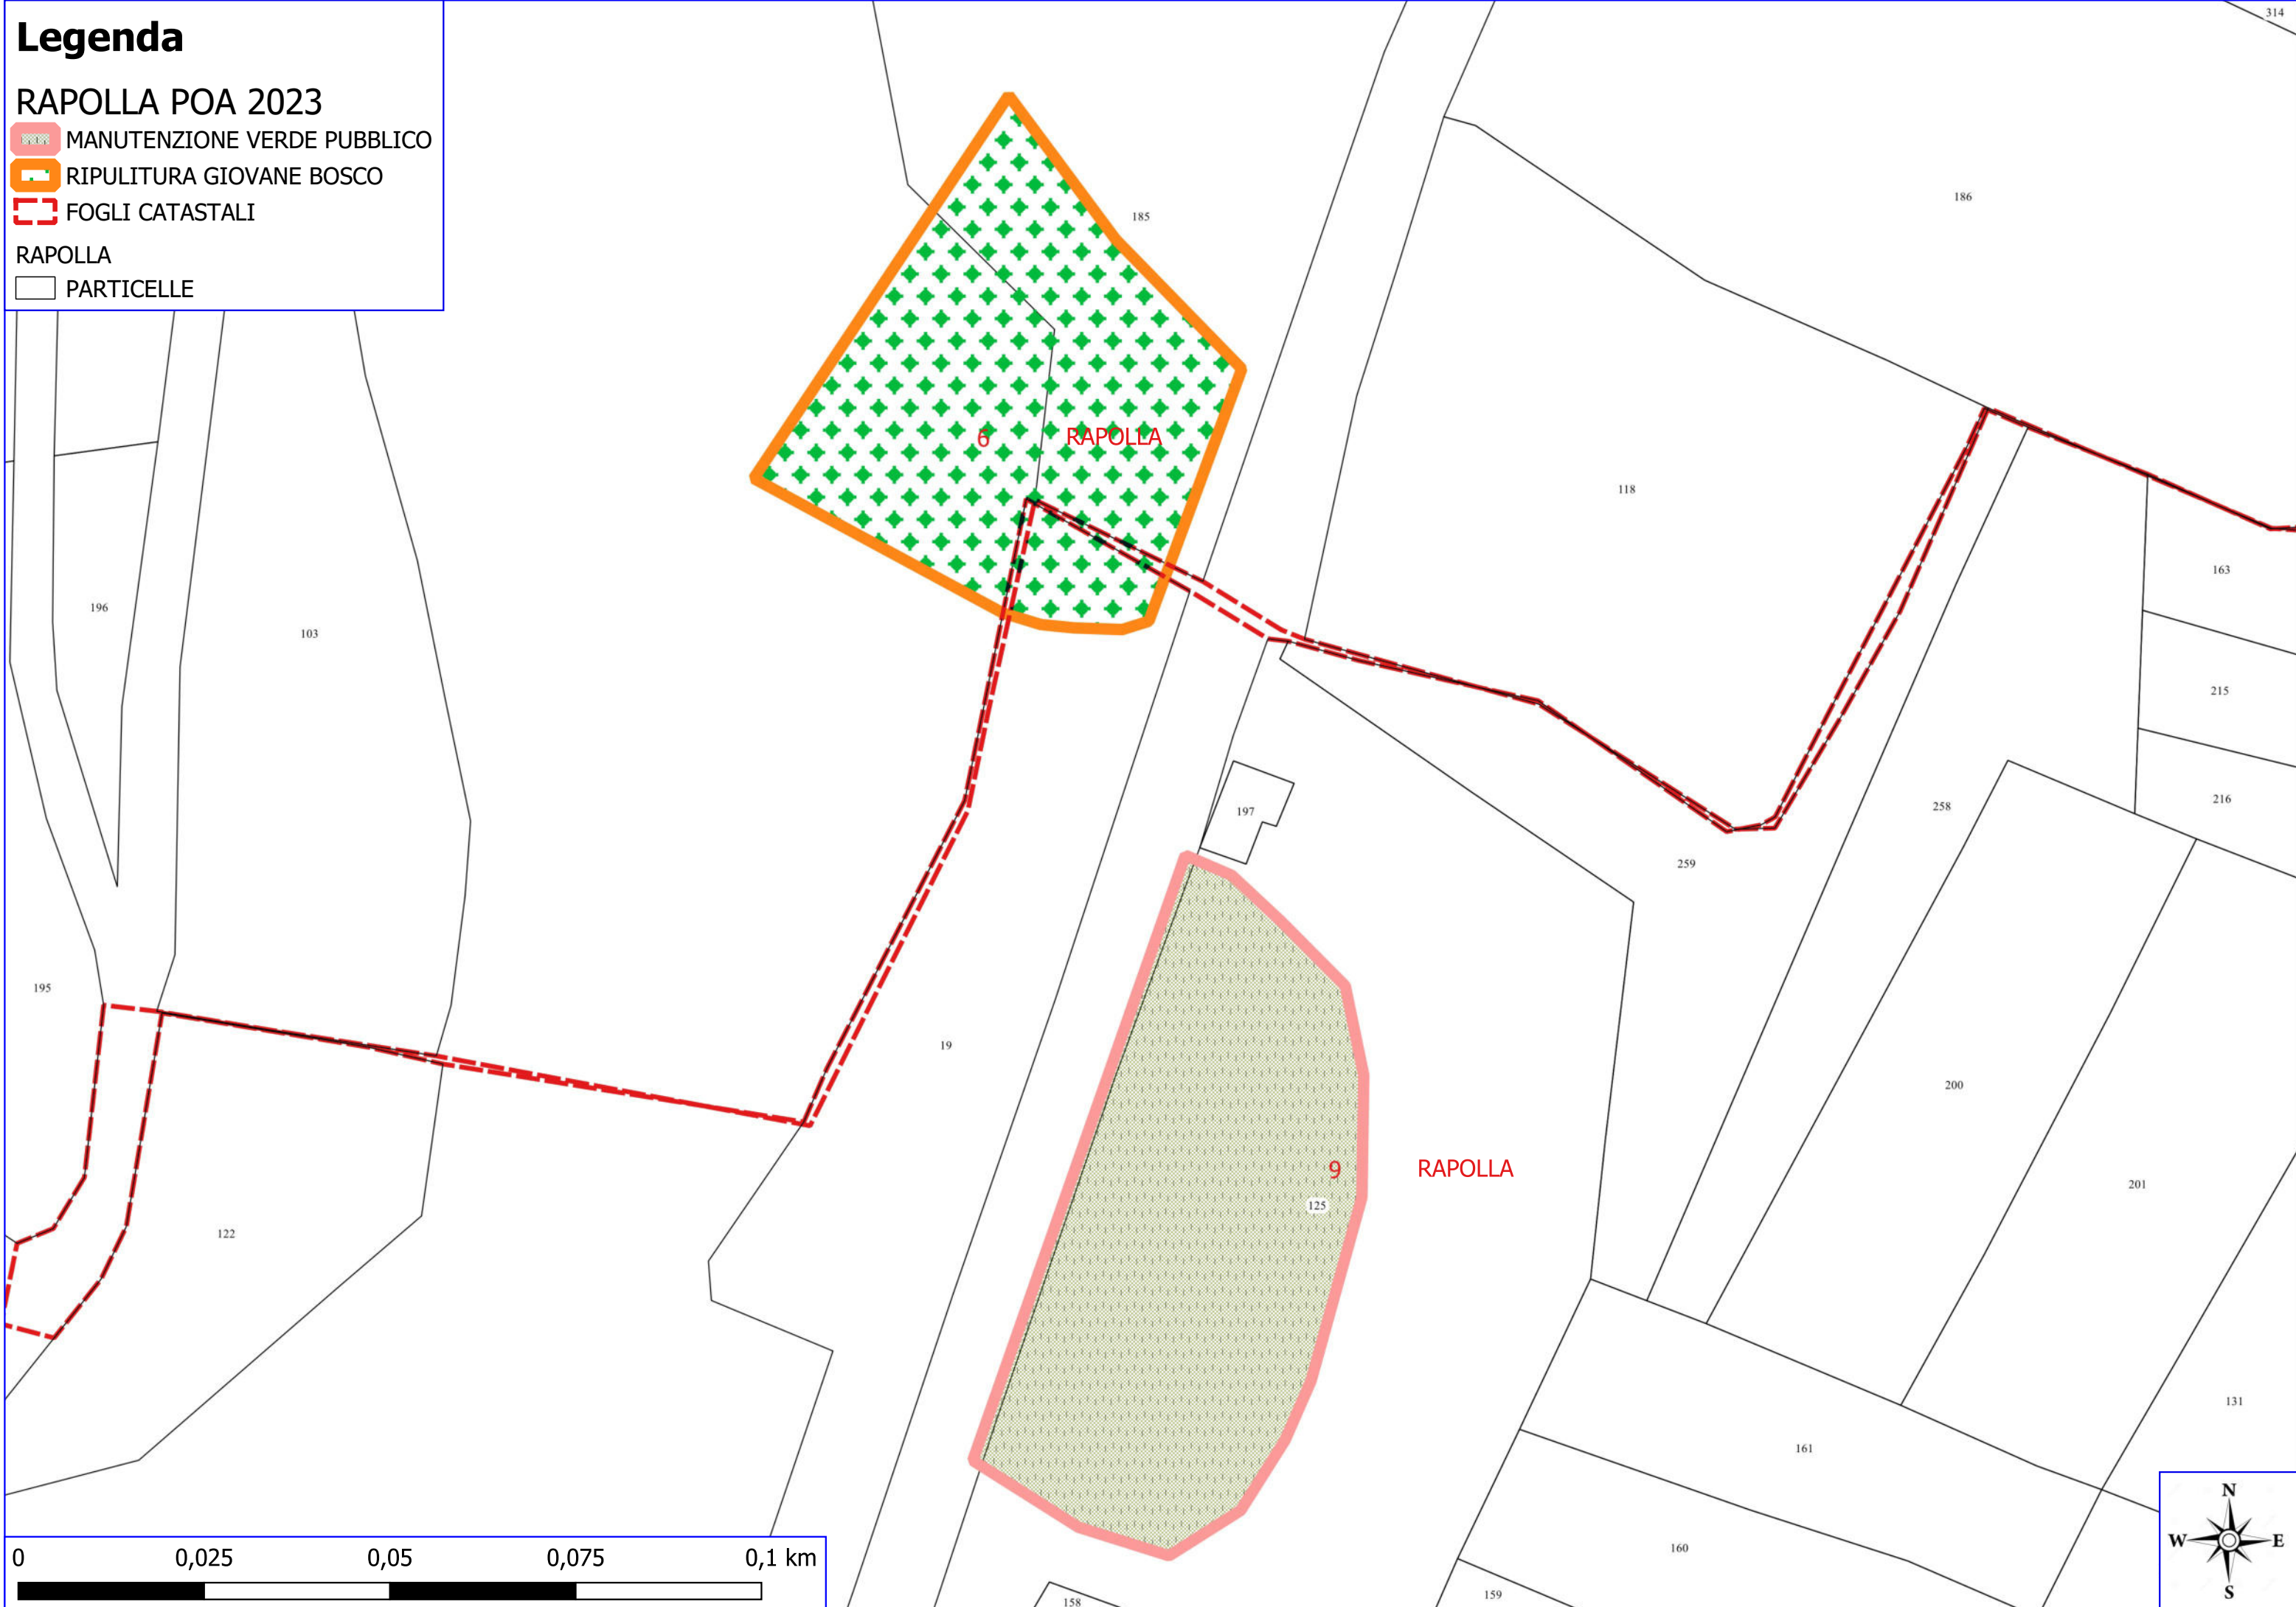 Legenda
RAPOLLA POA 2023
MANUTENZIONE VERDE PUBBLICO
RIPULITURA GIOVANE BOSCO
FOGLI CATASTALI
RAPOLLA
PARTICELLE
314
186
185
6 RAPOLLA
118
163
196
103
215
216
258
197
259
195
19
200
9 RAPOLLA
201
125
122
131
161
160
159
158
0 0,025 0,05 0,075 0,1 km
N
W E
S